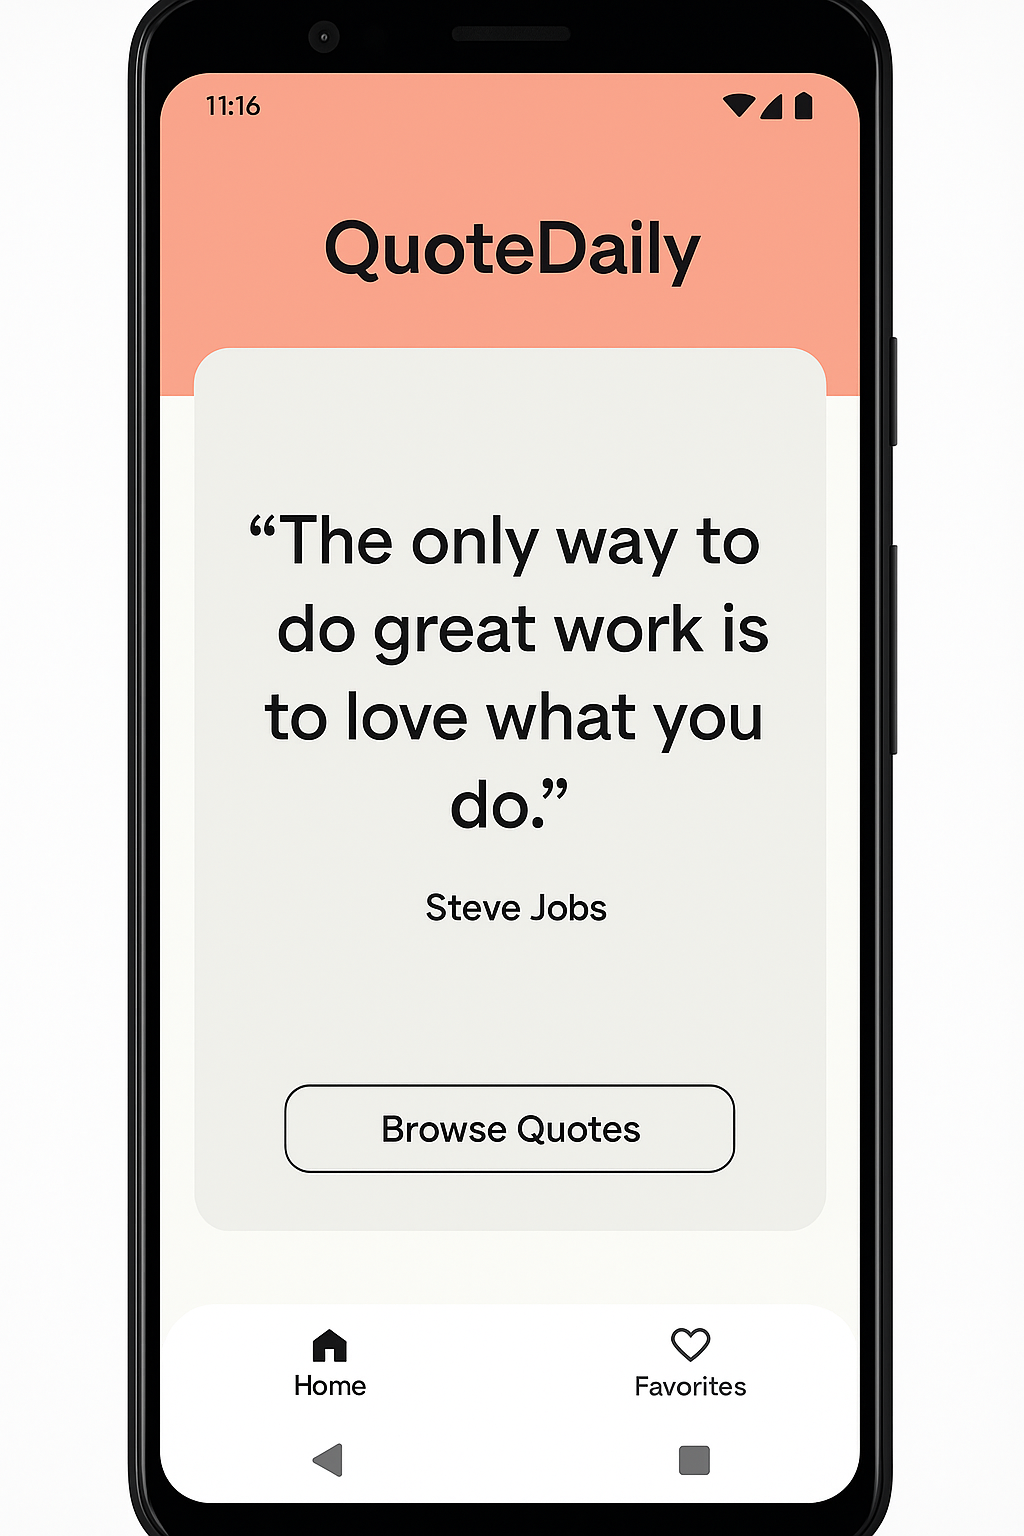 11:16
QuoteDaily
“The only way to
do great work is
to love what you
do.”
Steve Jobs
Browse Quotes
Home
Favorites